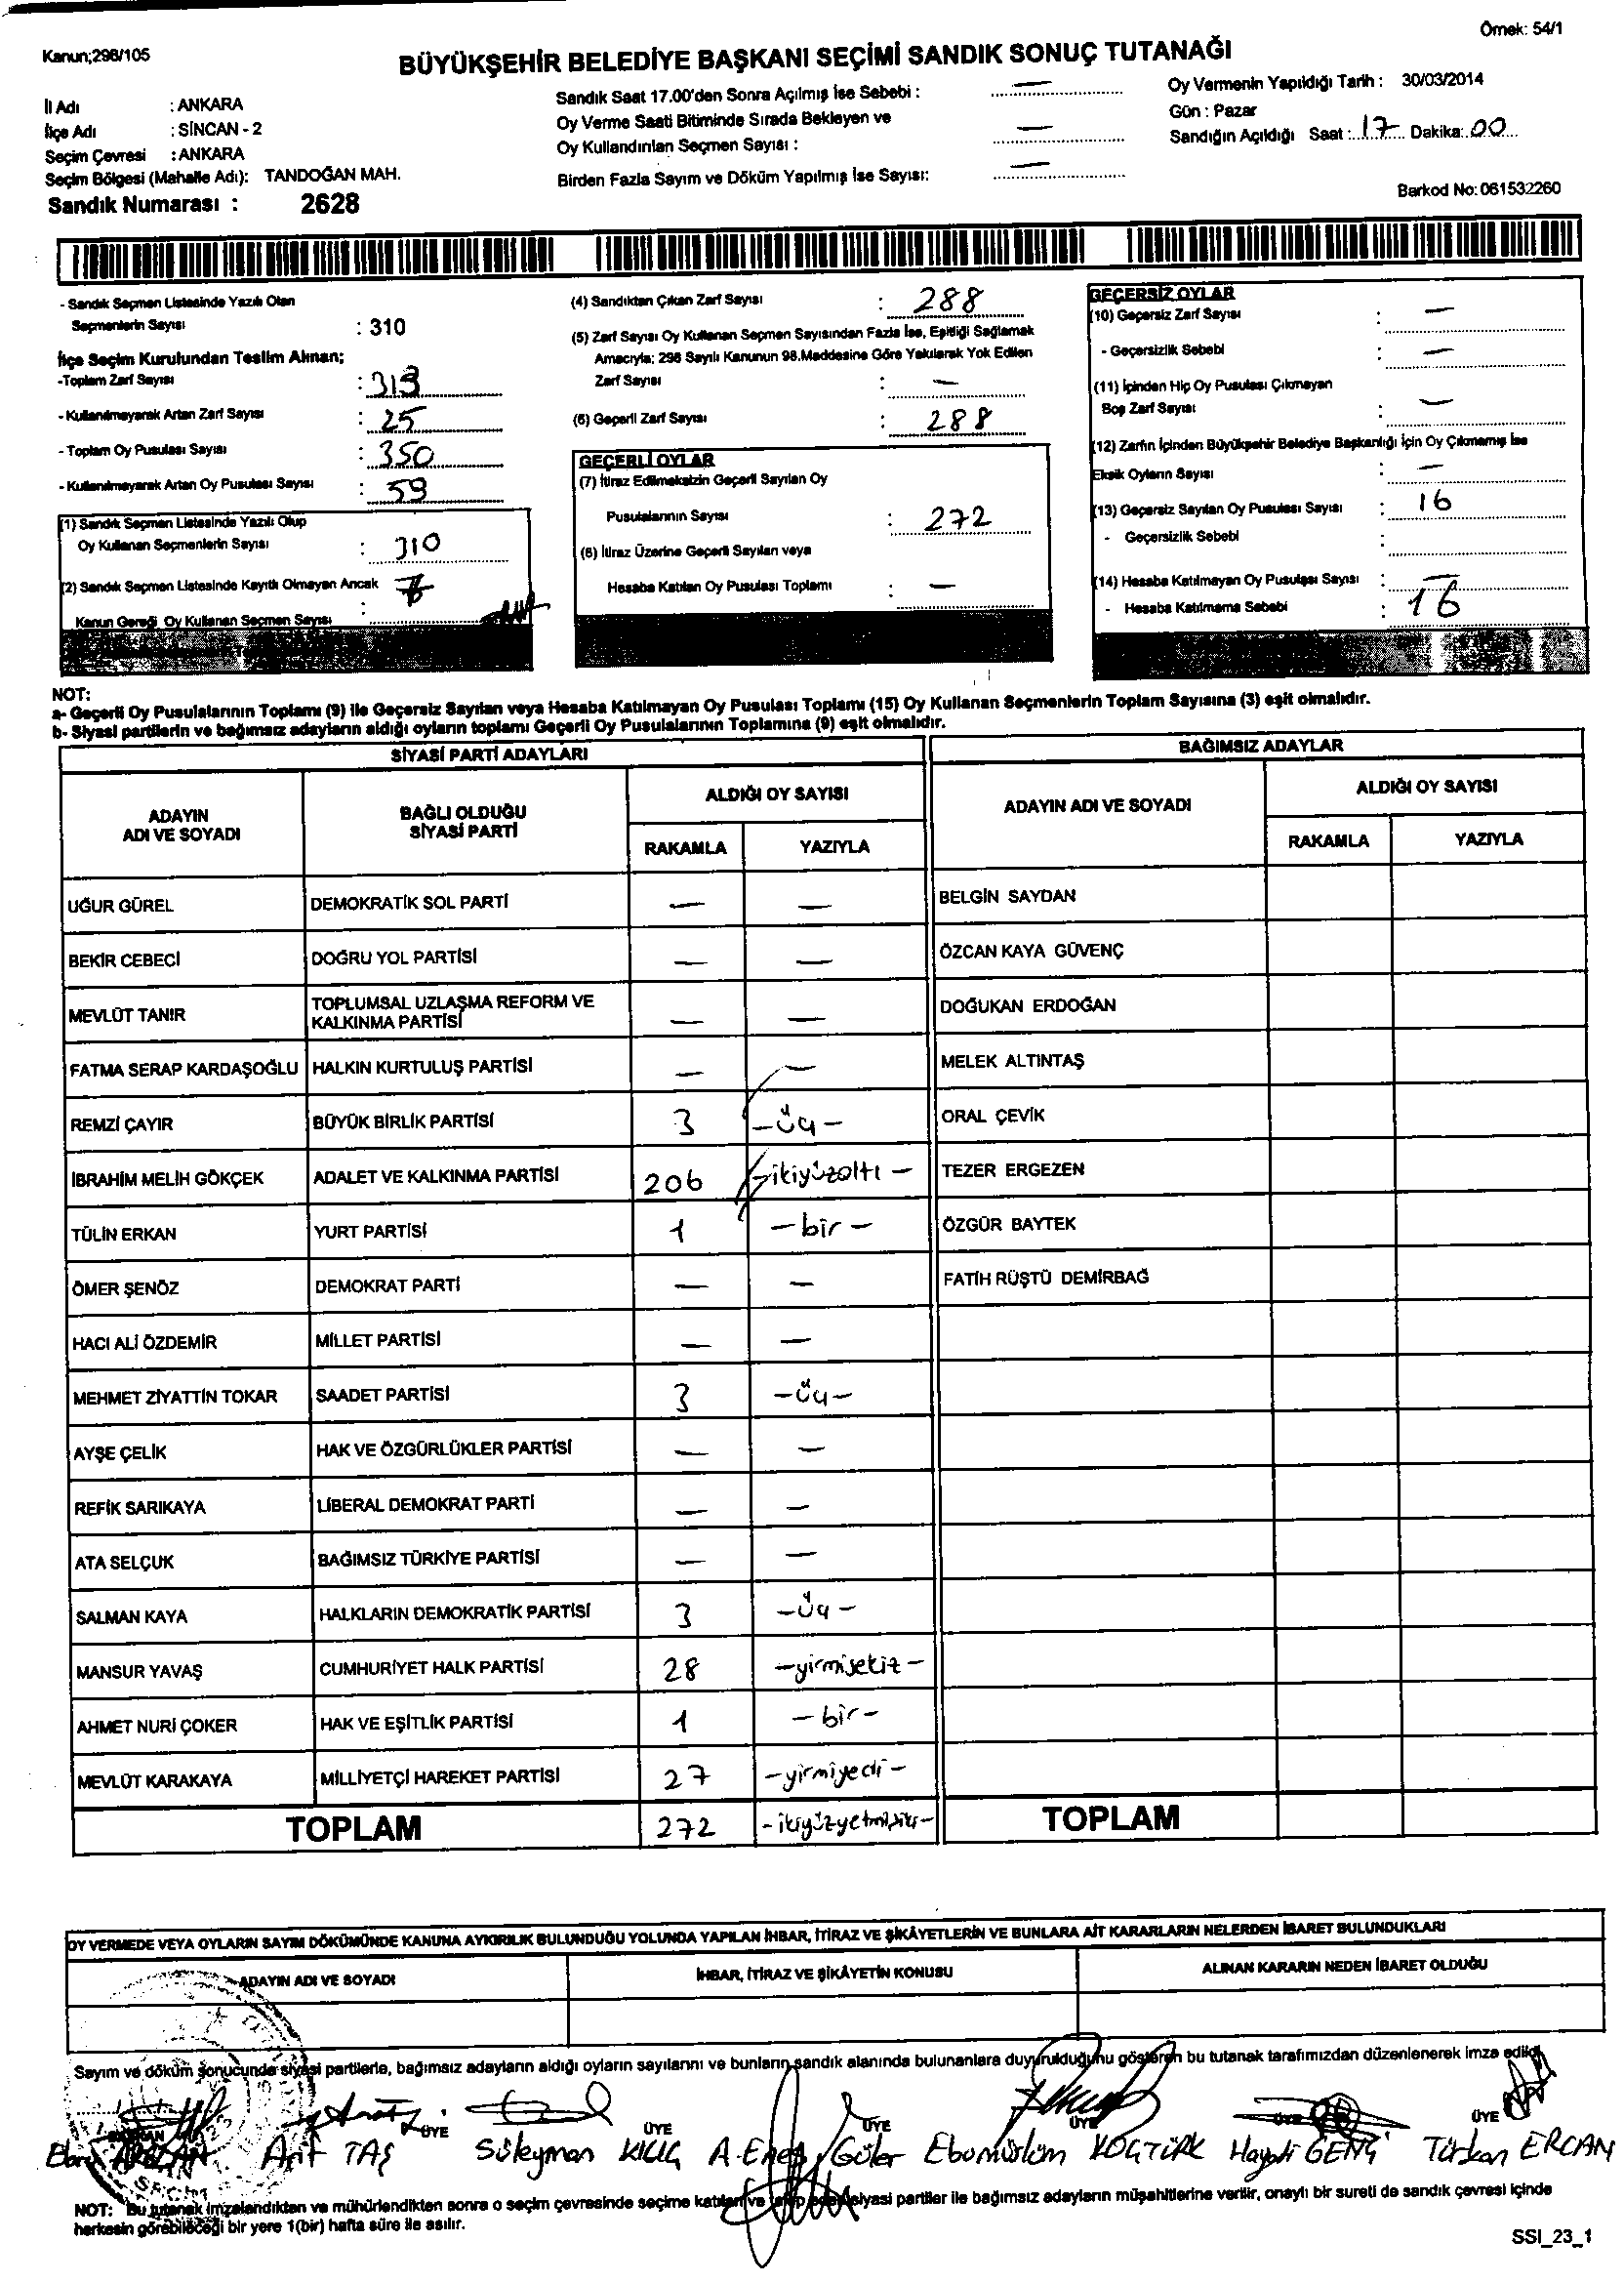 Örnek: 54/1
Kanun;298/105
BÜYÜKŞEHİR BELEDİYE BAŞKANI SEÇİMİ SANDIK SONUÇ TUTANAĞI
İl Adı : ANKARA
İlçe Adı : SİNCAN - 2
Seçim Çevresi : ANKARA
Seçim Bölgesi (Mahalle Adı): TANDOĞAN MAH.
Sandık Numarası : 2628
Sandık Saat 17.00'den Sonra Açılmış İse Sebebi : —
Oy Verme Saati Bitiminde Sırada Bekleyen ve
Oy Kullandırılan Seçmen Sayısı : —
Birden Fazla Sayım ve Döküm Yapılmış İse Sayısı: —
Oy Vermenin Yapıldığı Tarih : 30/03/2014
Gün : Pazar
Sandığın Açıldığı Saat : 17 Dakika: 00
Barkod No: 061532260
- Sandık Seçmen Listesinde Yazılı Olan
Seçmenlerin Sayısı : 310
İlçe Seçim Kurulundan Teslim Alınan;
-Toplam Zarf Sayısı : 313
- Kullanılmayarak Artan Zarf Sayısı : 25
- Toplam Oy Pusulası Sayısı : 350
- Kullanılmayarak Artan Oy Pusulası Sayısı : 59
(1) Sandık Seçmen Listesinde Yazılı Olup
Oy Kullanan Seçmenlerin Sayısı : 310
(2) Sandık Seçmen Listesinde Kayıtlı Olmayan Ancak
Kanun Gereği Oy Kullanan Seçmen Sayısı :
(4) Sandıktan Çıkan Zarf Sayısı : 288
(5) Zarf Sayısı Oy Kullanan Seçmen Sayısından Fazla İse, Eşitliği Sağlamak
Amacıyla; 298 Sayılı Kanunun 98.Maddesine Göre Yakılarak Yok Edilen
Zarf Sayısı : —
(6) Geçerli Zarf Sayısı : 288
GEÇERLİ OYLAR
(7) İtiraz Edilmeksizin Geçerli Sayılan Oy
Pusulalarının Sayısı : 272
(8) İtiraz Üzerine Geçerli Sayılan veya
Hesaba Katılan Oy Pusulası Toplamı : —
GEÇERSİZ OYLAR
(10) Geçersiz Zarf Sayısı : —
- Geçersizlik Sebebi : —
(11) İçinden Hiç Oy Pusulası Çıkmayan
Boş Zarf Sayısı : —
(12) Zarfın İçinden Büyükşehir Belediye Başkanlığı İçin Oy Çıkmamış İse
Eksik Oyların Sayısı : —
(13) Geçersiz Sayılan Oy Pusulası Sayısı : 16
- Geçersizlik Sebebi :
(14) Hesaba Katılmayan Oy Pusulası Sayısı : —
- Hesaba Katılmama Sebebi : 16
NOT:
a- Geçerli Oy Pusulalarının Toplamı (9) ile Geçersiz Sayılan veya Hesaba Katılmayan Oy Pusulası Toplamı (15) Oy Kullanan Seçmenlerin Toplam Sayısına (3) eşit olmalıdır.
b- Siyasi partilerin ve bağımsız adayların aldığı oyların toplamı Geçerli Oy Pusulalarının Toplamına (9) eşit olmalıdır.
SİYASİ PARTİ ADAYLARI
ADAYIN ADI VE SOYADI BAĞLI OLDUĞU SİYASİ PARTİ ALDIĞI OY SAYISI
RAKAMLA YAZIYLA
UĞUR GÜREL DEMOKRATİK SOL PARTİ — —
BEKİR CEBECİ DOĞRU YOL PARTİSİ — —
MEVLÜT TANIR TOPLUMSAL UZLAŞMA REFORM VE KALKINMA PARTİSİ — —
FATMA SERAP KARDAŞOĞLU HALKIN KURTULUŞ PARTİSİ — —
REMZİ ÇAYIR BÜYÜK BİRLİK PARTİSİ 3 -üç-
İBRAHİM MELİH GÖKÇEK ADALET VE KALKINMA PARTİSİ 206 -ikiyüzaltı-
TÜLİN ERKAN YURT PARTİSİ 1 -bir-
ÖMER ŞENÖZ DEMOKRAT PARTİ — —
HACI ALİ ÖZDEMİR MİLLET PARTİSİ — —
MEHMET ZİYATTİN TOKAR SAADET PARTİSİ 3 -üç-
AYŞE ÇELİK HAK VE ÖZGÜRLÜKLER PARTİSİ — —
REFİK SARIKAYA LİBERAL DEMOKRAT PARTİ — —
ATA SELÇUK BAĞIMSIZ TÜRKİYE PARTİSİ — —
SALMAN KAYA HALKLARIN DEMOKRATİK PARTİSİ 3 -üç-
MANSUR YAVAŞ CUMHURİYET HALK PARTİSİ 28 -yirmisekiz-
AHMET NURİ ÇOKER HAK VE EŞİTLİK PARTİSİ 1 -bir-
MEVLÜT KARAKAYA MİLLİYETÇİ HAREKET PARTİSİ 27 -yirmiyedi-
TOPLAM 272 -ikiyüzyetmişiki-
BAĞIMSIZ ADAYLAR
ADAYIN ADI VE SOYADI ALDIĞI OY SAYISI
RAKAMLA YAZIYLA
BELGİN SAYDAN
ÖZCAN KAYA GÜVENÇ
DOĞUKAN ERDOĞAN
MELEK ALTINTAŞ
ORAL ÇEVİK
TEZER ERGEZEN
ÖZGÜR BAYTEK
FATİH RÜŞTÜ DEMİRBAĞ
TOPLAM
OY VERMEDE VEYA OYLARIN SAYIM DÖKÜMÜNDE KANUNA AYKIRILIK BULUNDUĞU YOLUNDA YAPILAN İHBAR, İTİRAZ VE ŞİKÂYETLERİN VE BUNLARA AİT KARARLARIN NELERDEN İBARET BULUNDUKLARI
ADAYIN ADI VE SOYADI İHBAR, İTİRAZ VE ŞİKÂYETİN KONUSU ALINAN KARARIN NEDEN İBARET OLDUĞU
Sayım ve döküm sonucunda siyasi partilerle, bağımsız adayların aldığı oyların sayılarını ve bunların sandık alanında bulunanlara duyurulduğunu gösteren bu tutanak tarafımızdan düzenlenerek imza edildi.
BAŞKAN ÜYE ÜYE ÜYE ÜYE ÜYE ÜYE
ARSLAN Arif TAŞ Süleyman KILIÇ A.Enes Güler KÖGTÜRK Hayati GENÇ Türkan ERCAN
NOT: Bu tutanak imzalandıktan ve mühürlendikten sonra o seçim çevresinde seçime katılan ve talep eden siyasi partiler ile bağımsız adayların müşahitlerine verilir, onaylı bir sureti de sandık çevresi içinde
herkesin görebileceği bir yere 1(bir) hafta süre ile asılır.
SSI_23_1